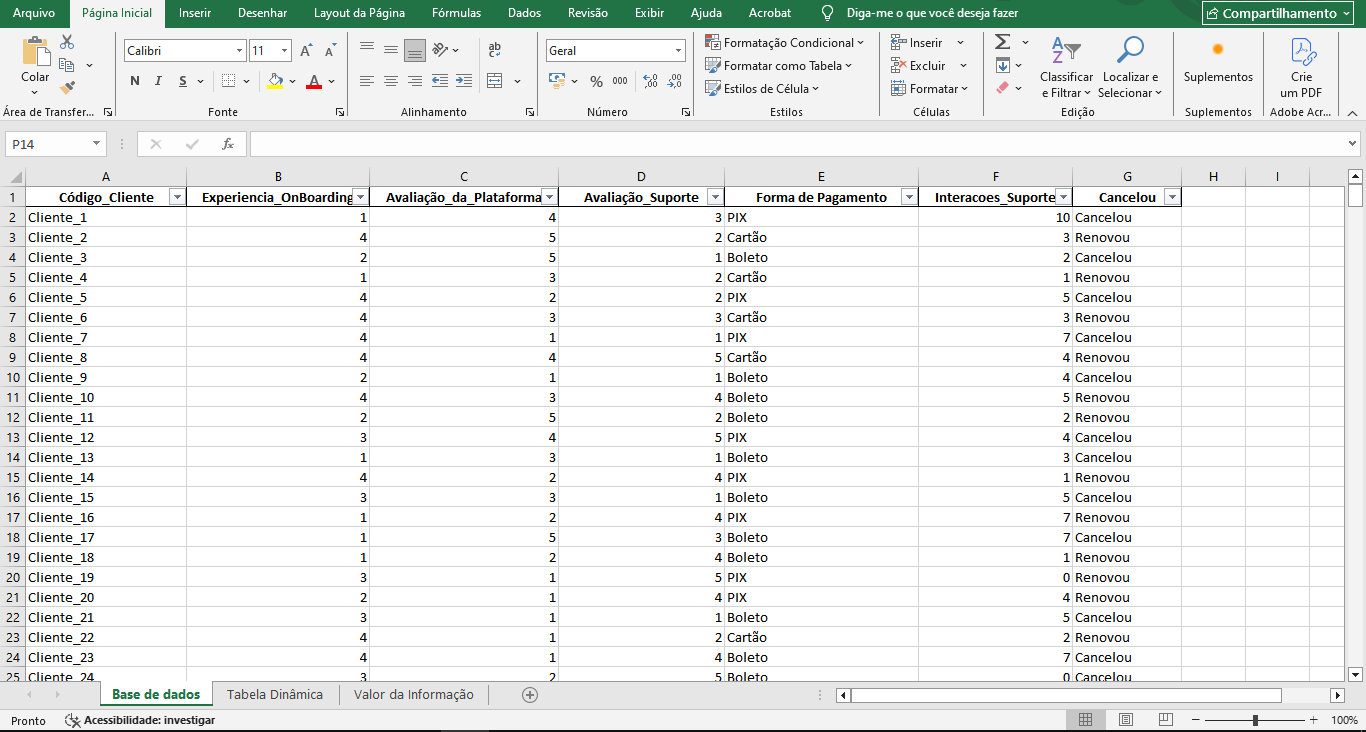 Arquivo Página Inicial Inserir Desenhar Layout da Página Fórmulas Dados Revisão Exibir Ajuda Acrobat Diga-me o que você deseja fazer Compartilhamento
Colar
Calibri 11
N I S
ab
Geral
% 000
Formatação Condicional
Formatar como Tabela
Estilos de Célula
Inserir
Excluir
Formatar
Classificar e Filtrar
Localizar e Selecionar
Suplementos
Crie um PDF
Área de Transfer... Fonte Alinhamento Número Estilos Células Edição Suplementos Adobe Acr...
P14 fx
A B C D E F G H I
1 Código_Cliente Experiencia_OnBoarding Avaliação_da_Plataforma Avaliação_Suporte Forma de Pagamento Interacoes_Suporte Cancelou
2 Cliente_1 1 4 3 PIX 10 Cancelou
3 Cliente_2 4 5 2 Cartão 3 Renovou
4 Cliente_3 2 5 1 Boleto 2 Cancelou
5 Cliente_4 1 3 2 Cartão 1 Renovou
6 Cliente_5 4 2 2 PIX 5 Cancelou
7 Cliente_6 4 3 3 Cartão 3 Renovou
8 Cliente_7 4 1 1 PIX 7 Cancelou
9 Cliente_8 4 4 5 Cartão 4 Renovou
10 Cliente_9 2 1 1 Boleto 4 Cancelou
11 Cliente_10 4 3 4 Boleto 5 Renovou
12 Cliente_11 2 5 2 Boleto 2 Renovou
13 Cliente_12 3 4 5 PIX 4 Cancelou
14 Cliente_13 1 3 1 Boleto 3 Cancelou
15 Cliente_14 4 2 4 PIX 1 Renovou
16 Cliente_15 3 3 1 Boleto 5 Cancelou
17 Cliente_16 1 2 4 PIX 7 Renovou
18 Cliente_17 1 5 3 Boleto 7 Cancelou
19 Cliente_18 1 2 4 Boleto 1 Renovou
20 Cliente_19 3 1 5 PIX 0 Renovou
21 Cliente_20 2 1 4 PIX 4 Renovou
22 Cliente_21 3 1 1 Boleto 5 Cancelou
23 Cliente_22 4 1 2 Cartão 2 Renovou
24 Cliente_23 4 1 4 Boleto 7 Cancelou
25 Cliente_24 3 2 5 Boleto 0 Cancelou
Base de dados Tabela Dinâmica Valor da Informação
Pronto Acessibilidade: investigar 100%